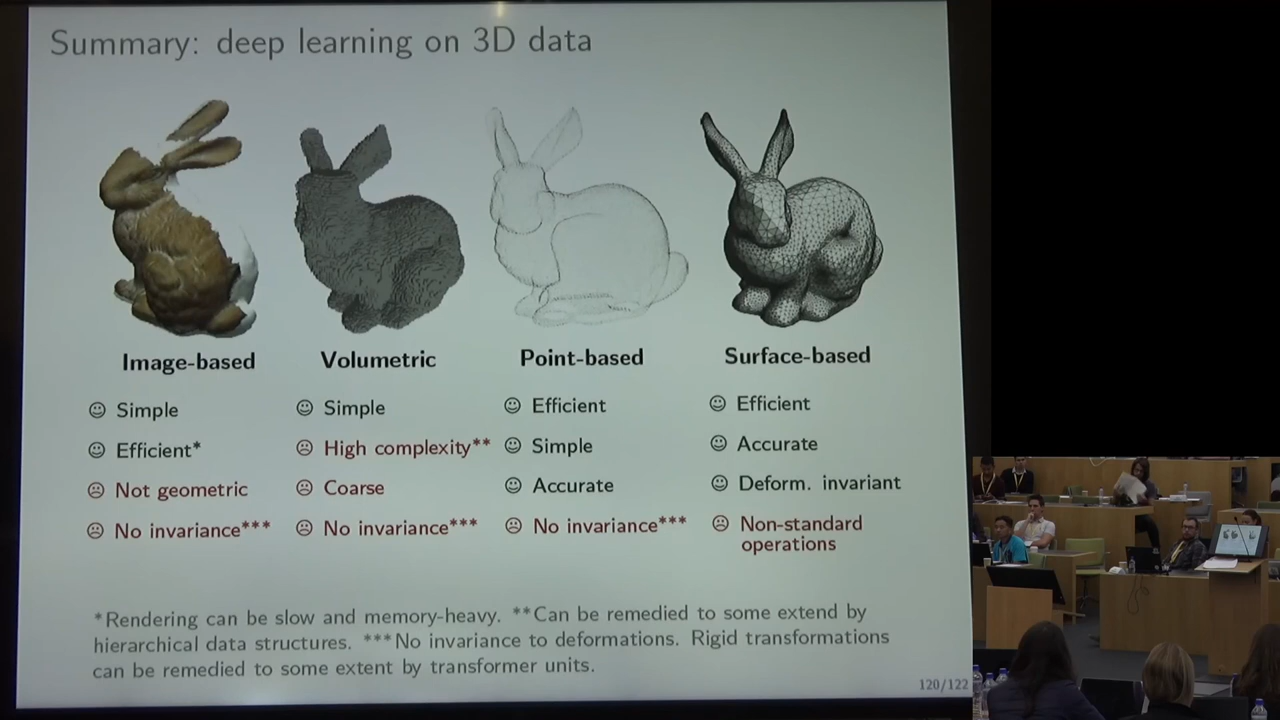 Summary: deep learning on 3D data
Image-based
Volumetric
Point-based
Surface-based
☺ Simple
☺ Efficient*
☹ Not geometric
☹ No invariance***
☺ Simple
☹ High complexity**
☹ Coarse
☹ No invariance***
☺ Efficient
☺ Simple
☺ Accurate
☹ No invariance***
☺ Efficient
☺ Accurate
☺ Deform. invariant
☹ Non-standard
operations
*Rendering can be slow and memory-heavy. **Can be remedied to some extend by
hierarchical data structures. ***No invariance to deformations. Rigid transformations
can be remedied to some extent by transformer units.
120/122